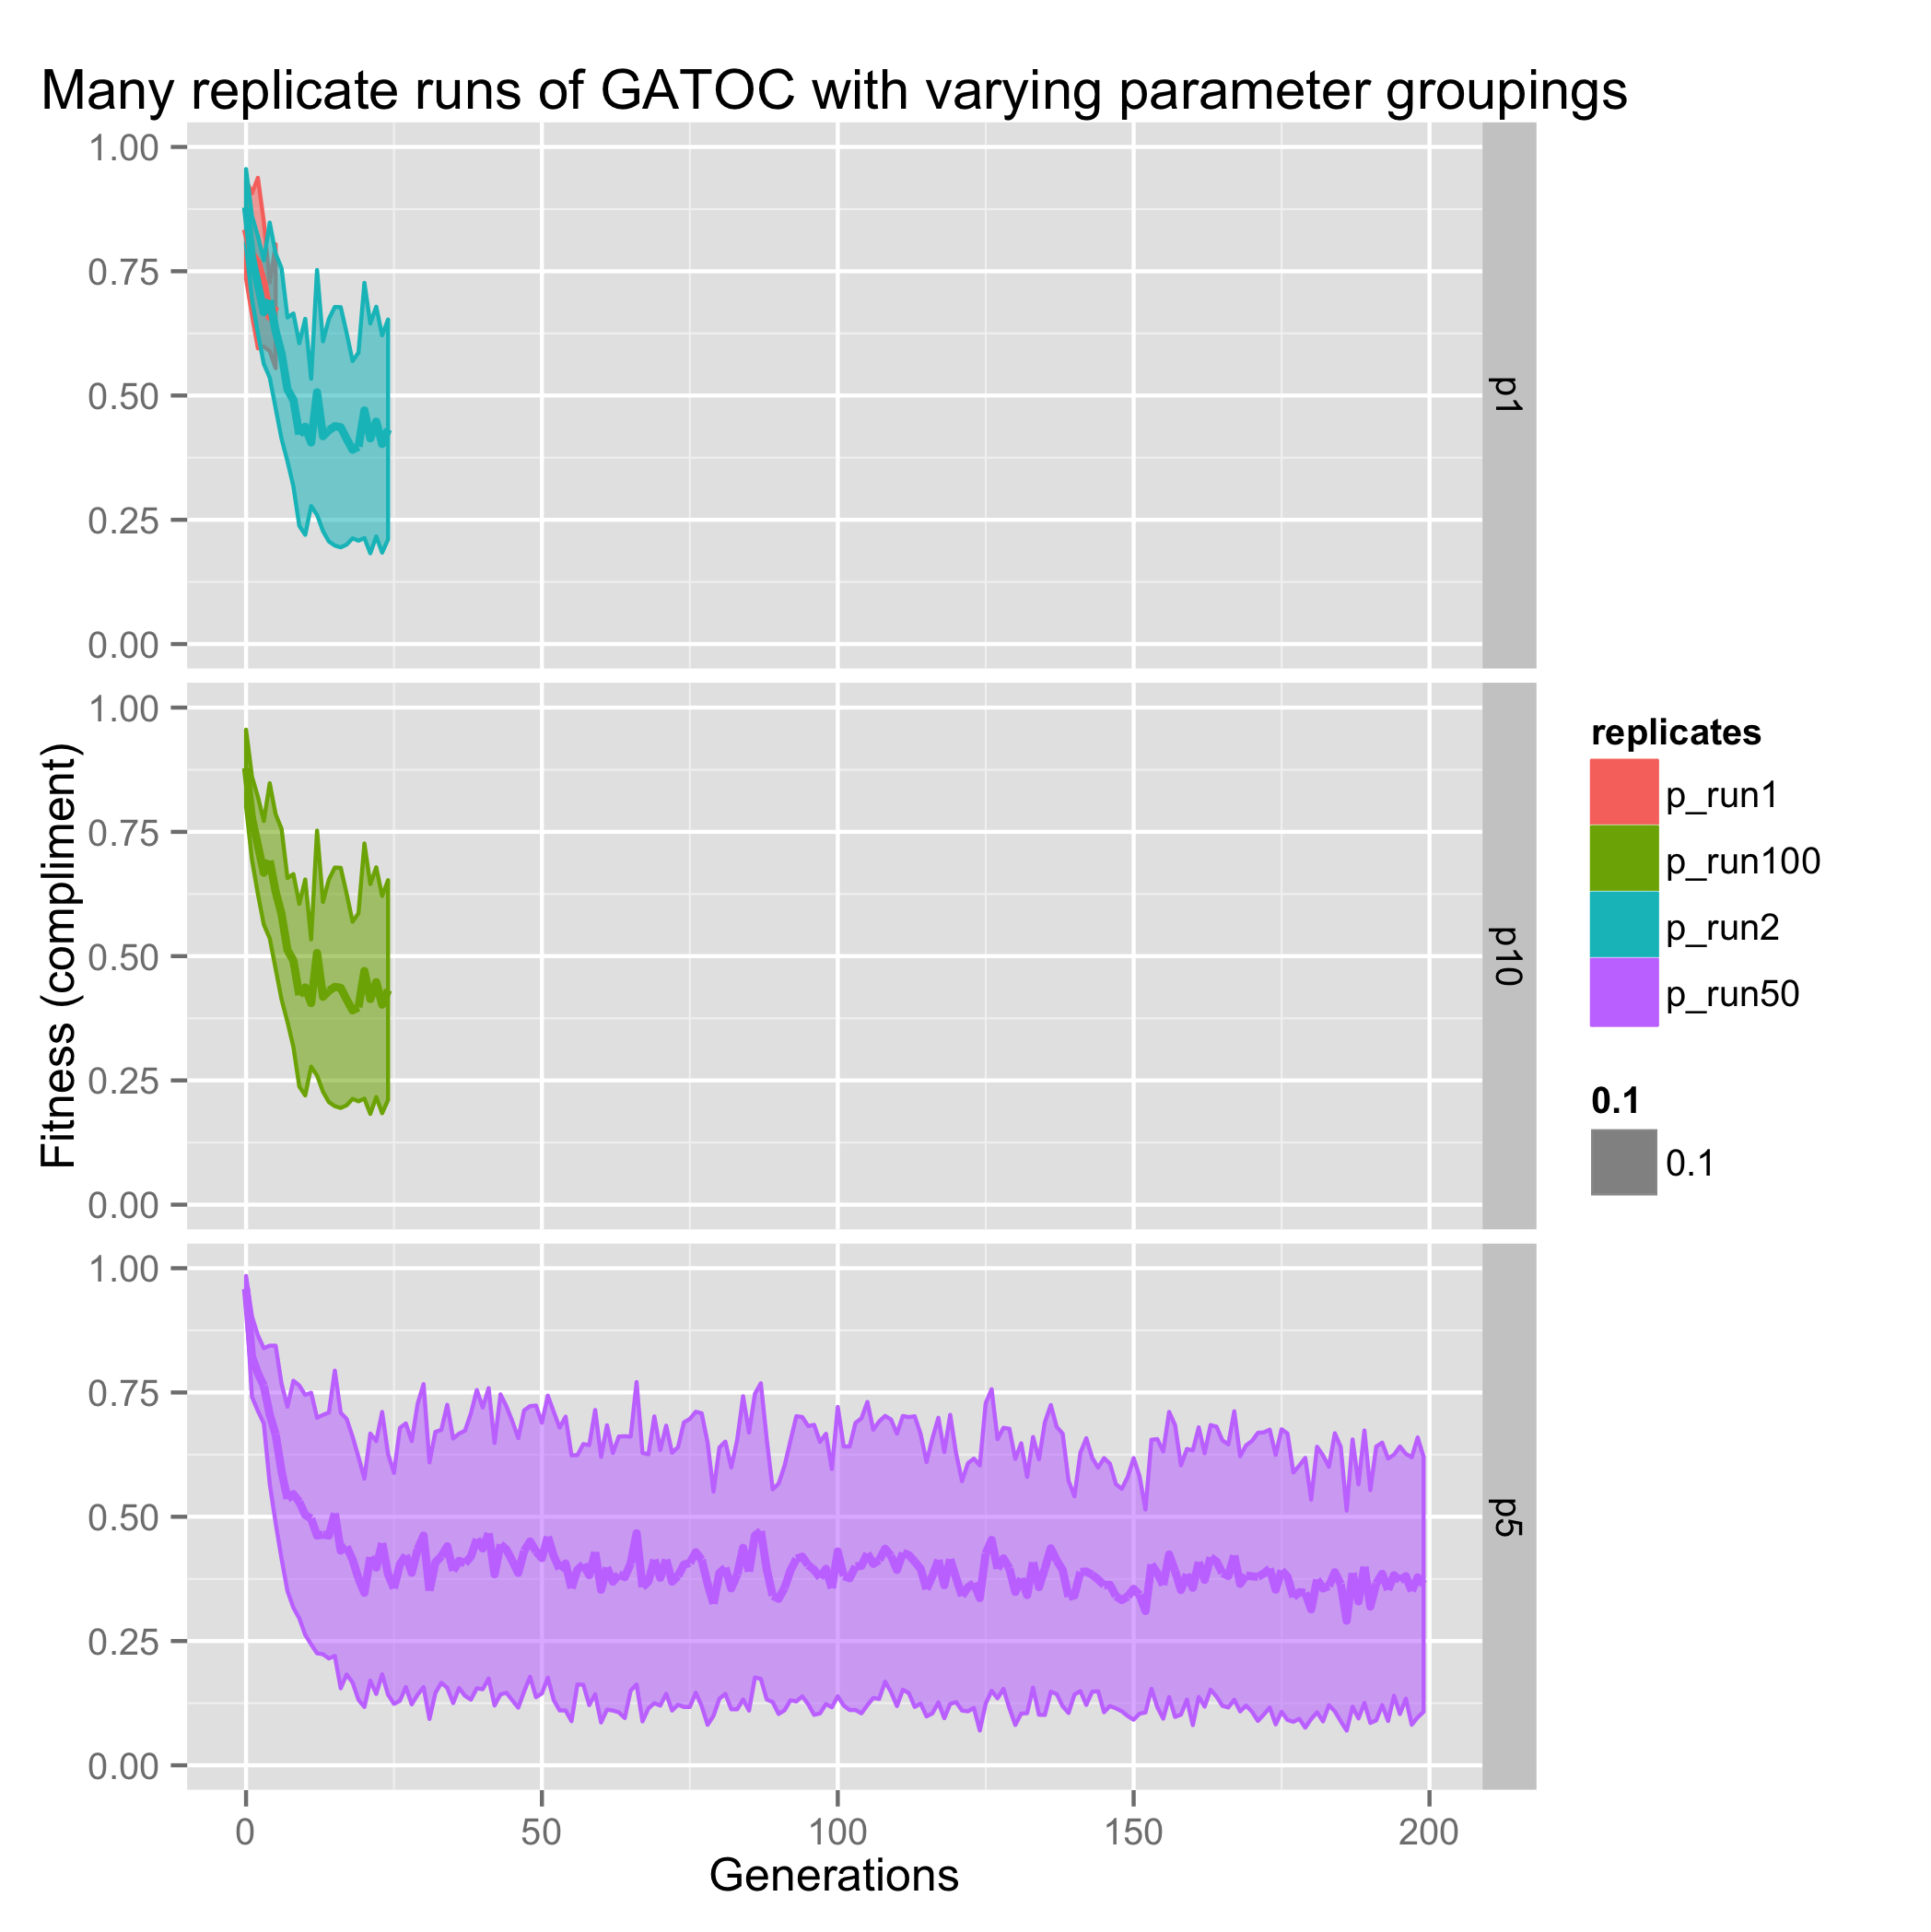 Many replicate runs of GATOC with varying parameter groupings
1.00
0.75
0.50
0.25
0.00
p1
1.00
0.75
0.50
0.25
0.00
p10
1.00
0.75
0.50
0.25
0.00
p5
Fitness (compliment)
0
50
100
150
200
Generations
replicates
p_run1
p_run100
p_run2
p_run50
0.1
0.1